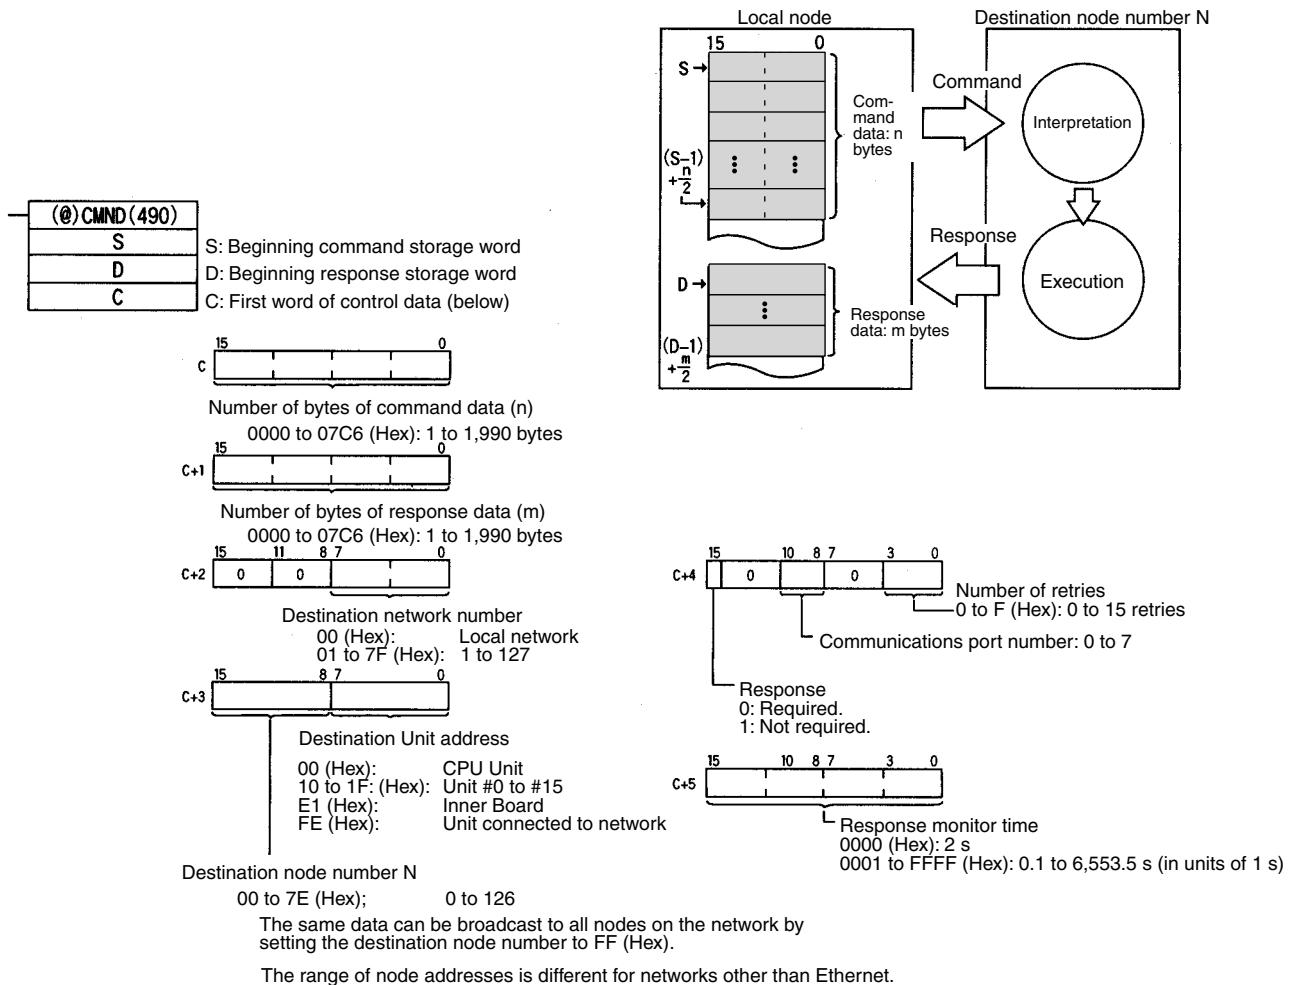 Local node
Destination node number N
15 0
S
Com-
mand
data: n
bytes
(S–1)
+n/2
Command
Interpretation
Response
Execution
D
Response
data: m bytes
(D–1)
+m/2
(@)CMND(490)
S
S: Beginning command storage word
D
D: Beginning response storage word
C
C: First word of control data (below)
15 0
C
Number of bytes of command data (n)
0000 to 07C6 (Hex): 1 to 1,990 bytes
15 0
C+1
Number of bytes of response data (m)
0000 to 07C6 (Hex): 1 to 1,990 bytes
15 11 8 7 0
C+2 0 0
Destination network number
00 (Hex): Local network
01 to 7F (Hex): 1 to 127
15 8 7 0
C+3
Destination Unit address
00 (Hex): CPU Unit
10 to 1F: (Hex): Unit #0 to #15
E1 (Hex): Inner Board
FE (Hex): Unit connected to network
Destination node number N
00 to 7E (Hex); 0 to 126
The same data can be broadcast to all nodes on the network by
setting the destination node number to FF (Hex).
The range of node addresses is different for networks other than Ethernet.
15 10 8 7 3 0
C+4 0 0
Number of retries
0 to F (Hex): 0 to 15 retries
Communications port number: 0 to 7
Response
0: Required.
1: Not required.
15 10 8 7 3 0
C+5
Response monitor time
0000 (Hex): 2 s
0001 to FFFF (Hex): 0.1 to 6,553.5 s (in units of 1 s)